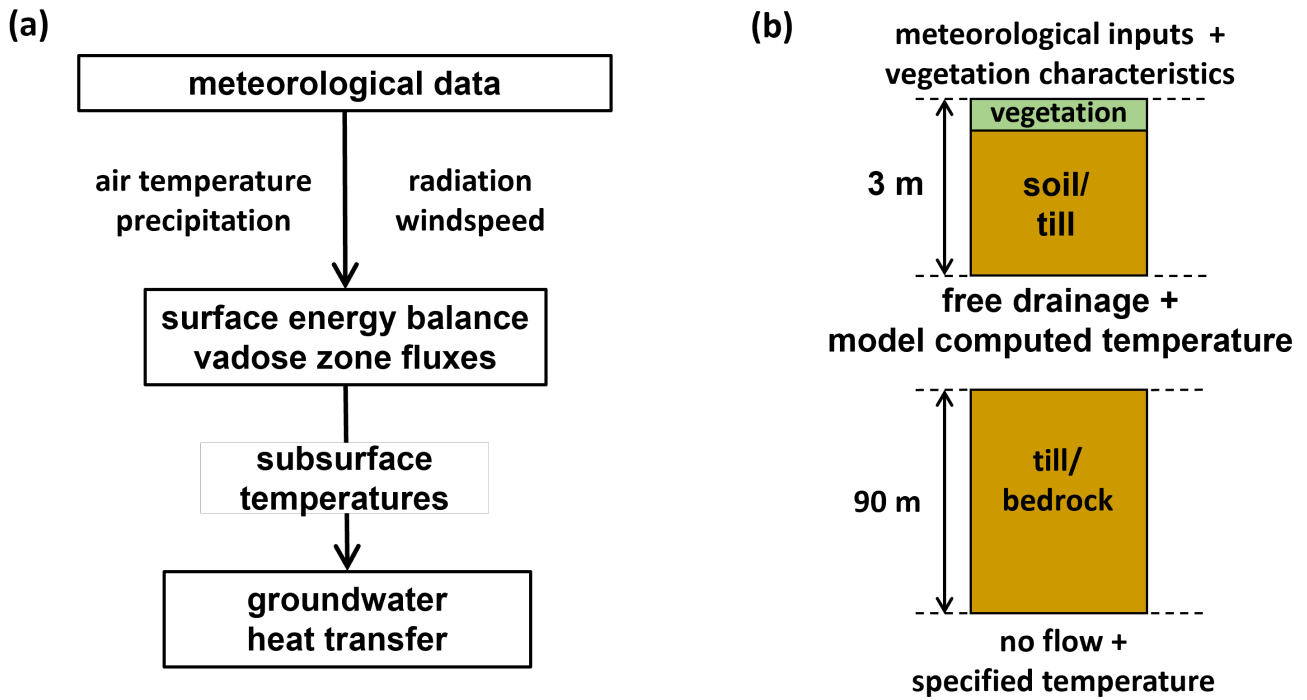 (a)
meteorological data
air temperature
precipitation
radiation
windspeed
surface energy balance
vadose zone fluxes
subsurface
temperatures
groundwater
heat transfer
(b)
meteorological inputs +
vegetation characteristics
vegetation
3 m
soil/
till
free drainage +
model computed temperature
90 m
till/
bedrock
no flow +
specified temperature